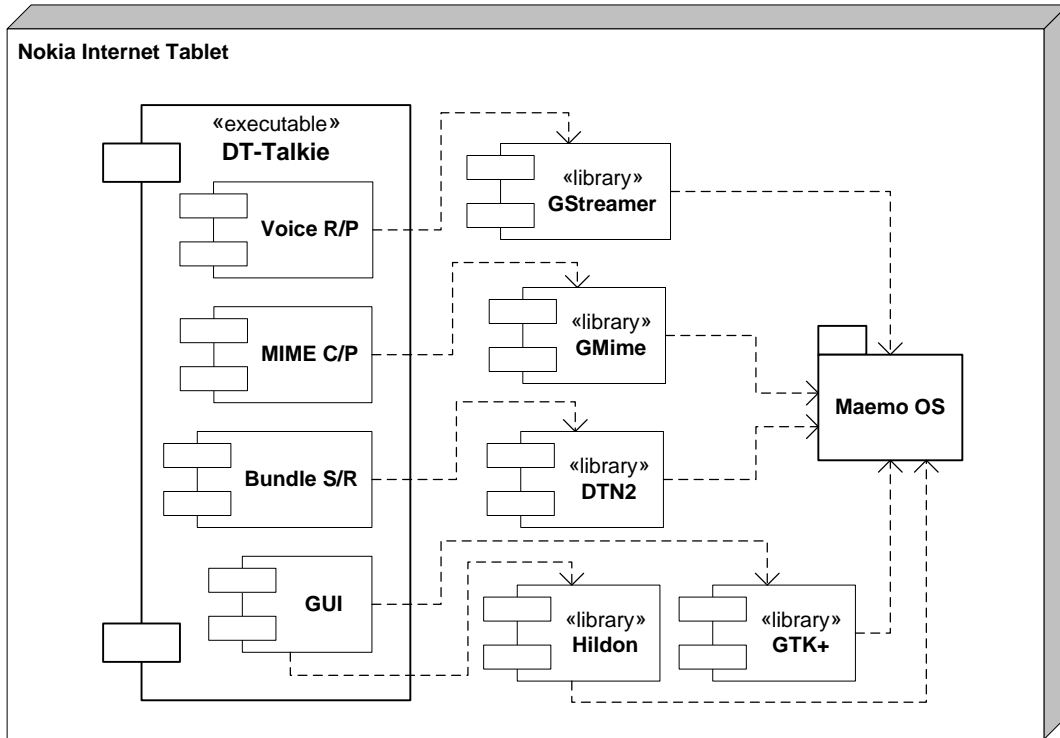 Nokia Internet Tablet
«executable»
DT-Talkie
Voice R/P
MIME C/P
Bundle S/R
GUI
«library»
GStreamer
«library»
GMime
«library»
DTN2
«library»
Hildon
«library»
GTK+
Maemo OS